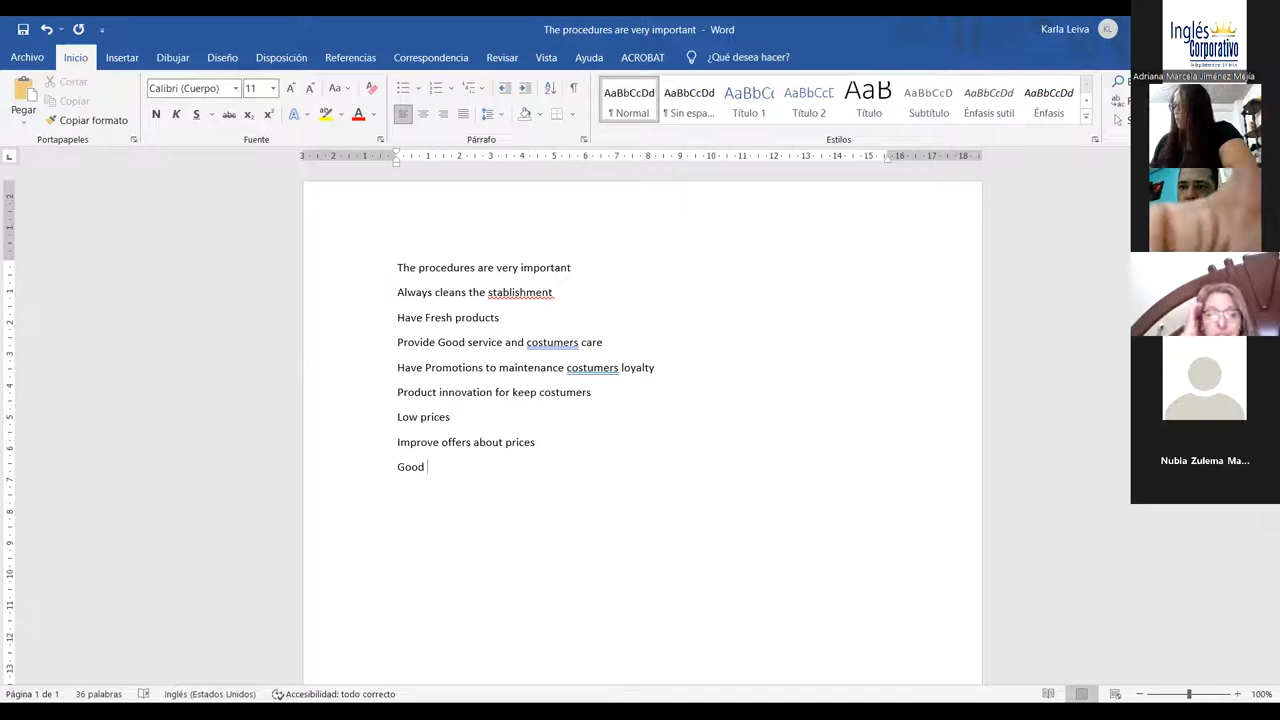 The procedures are very important - Word
Karla Leiva
KL
Archivo Inicio Insertar Dibujar Diseño Disposición Referencias Correspondencia Revisar Vista Ayuda ACROBAT ¿Qué desea hacer?
Pegar
Cortar
Copiar
Copiar formato
Portapapeles
Calibri (Cuerpo) 11
N K S abc x₂ x²
Fuente
Párrafo
AaBbCcDd AaBbCcDd AaBbCc AaBbCcD AaB AaBbCcD AaBbCcDd AaBbCcDd
¶ Normal ¶ Sin espa... Título 1 Título 2 Título Subtítulo Énfasis sutil Énfasis
Estilos
The procedures are very important
Always cleans the stablishment
Have Fresh products
Provide Good service and costumers care
Have Promotions to maintenance costumers loyalty
Product innovation for keep costumers
Low prices
Improve offers about prices
Good
Página 1 de 1 36 palabras Inglés (Estados Unidos) Accesibilidad: todo correcto 100%
Inglés
Corporativo
Adriana Marcela Jiménez Mejía
Nubia Zulema Ma...